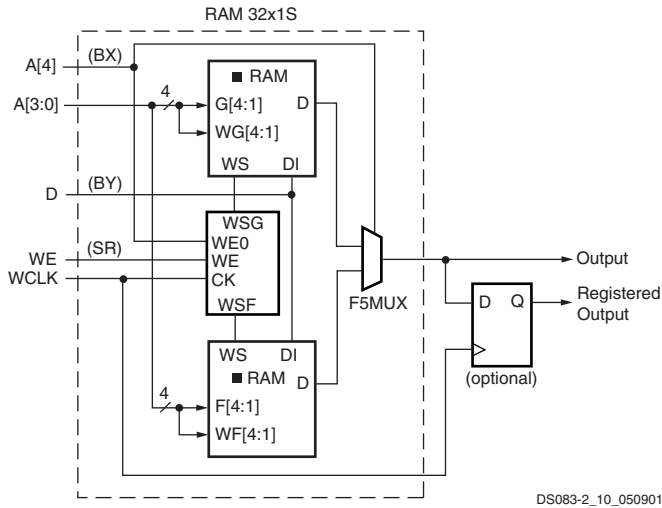 RAM 32x1S
A[4] (BX)
A[3:0]
4
RAM
G[4:1] D
WG[4:1]
WS DI
D (BY)
WSG
WE0
WE (SR) WE
WCLK CK
WSF
F5MUX
Output
D Q
Registered
Output
(optional)
WS DI
RAM
D
4
F[4:1]
WF[4:1]
DS083-2_10_050901